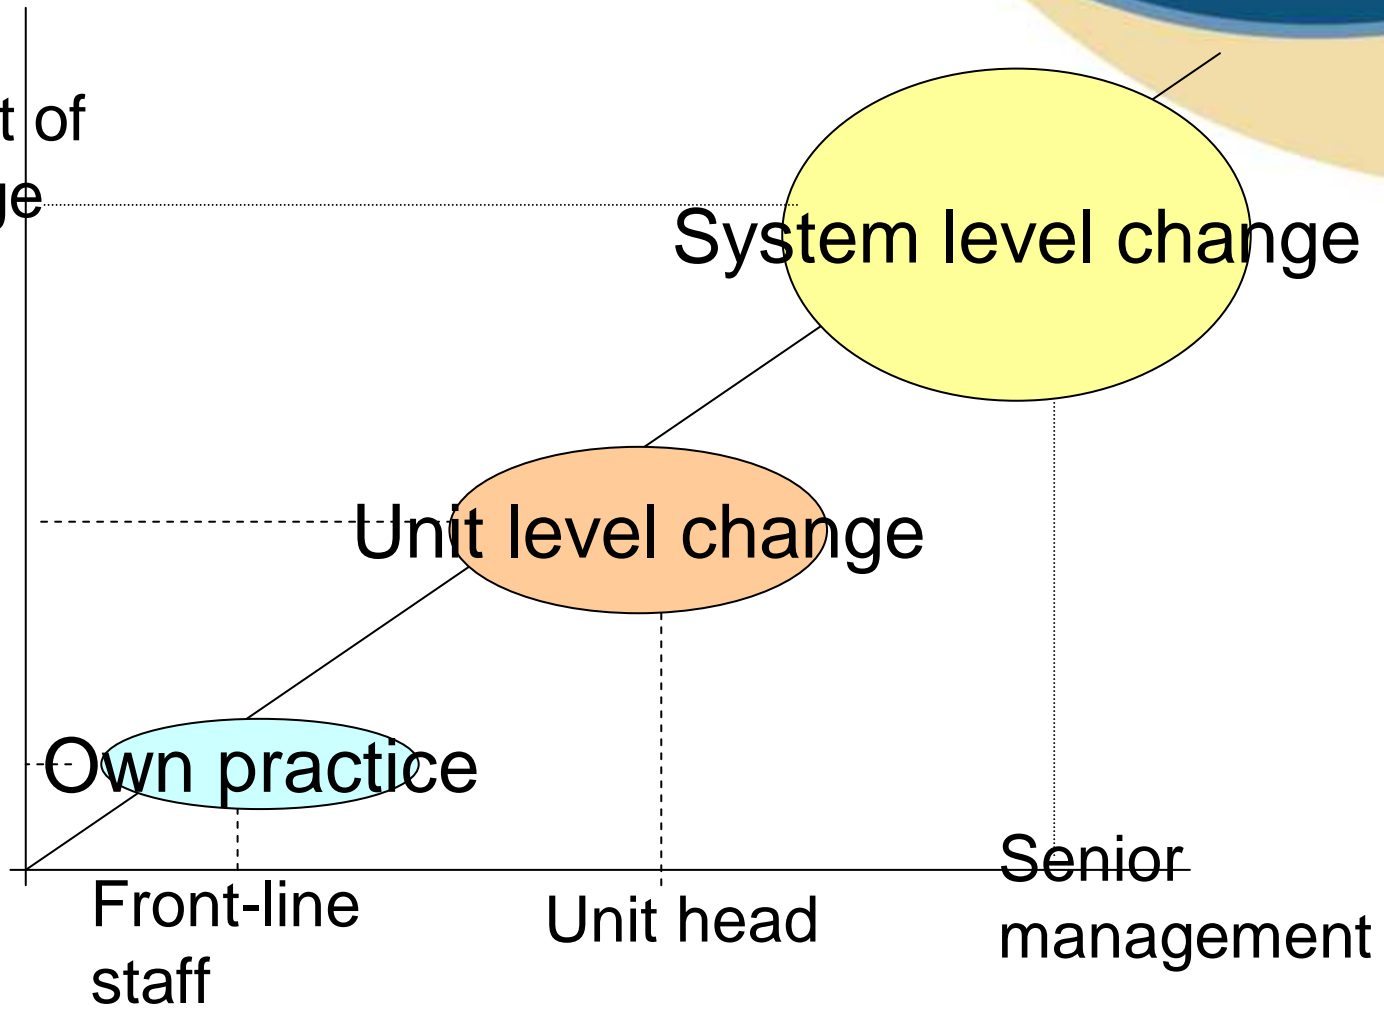 of
System level change
Unit level change
Own practice
Front-line
staff
Unit head
Senior
management